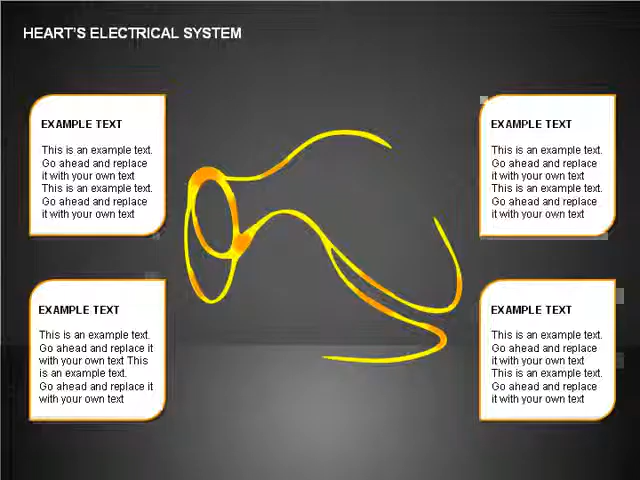 HEART'S ELECTRICAL SYSTEM
EXAMPLE TEXT
This is an example text.
Go ahead and replace
it with your own text
This is an example text.
Go ahead and replace
it with your own text
EXAMPLE TEXT
This is an example text.
Go ahead and replace
it with your own text
This is an example text.
Go ahead and replace
it with your own text
EXAMPLE TEXT
This is an example text.
Go ahead and replace it
with your own text This
is an example text.
Go ahead and replace it
with your own text
EXAMPLE TEXT
This is an example text.
Go ahead and replace
it with your own text
This is an example text.
Go ahead and replace
it with your own text